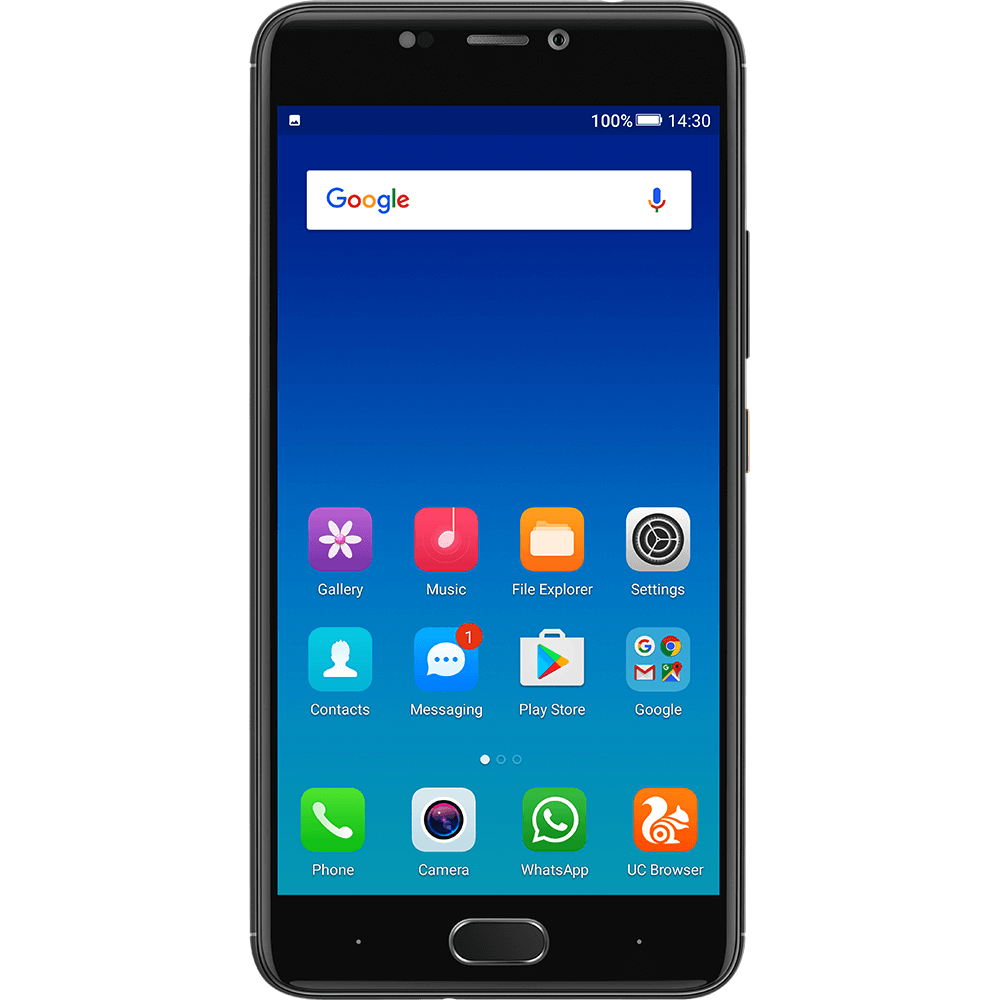 100% 14:30
Google
Gallery Music File Explorer Settings
1
G G
Contacts Messaging Play Store Google
Phone Camera WhatsApp UC Browser